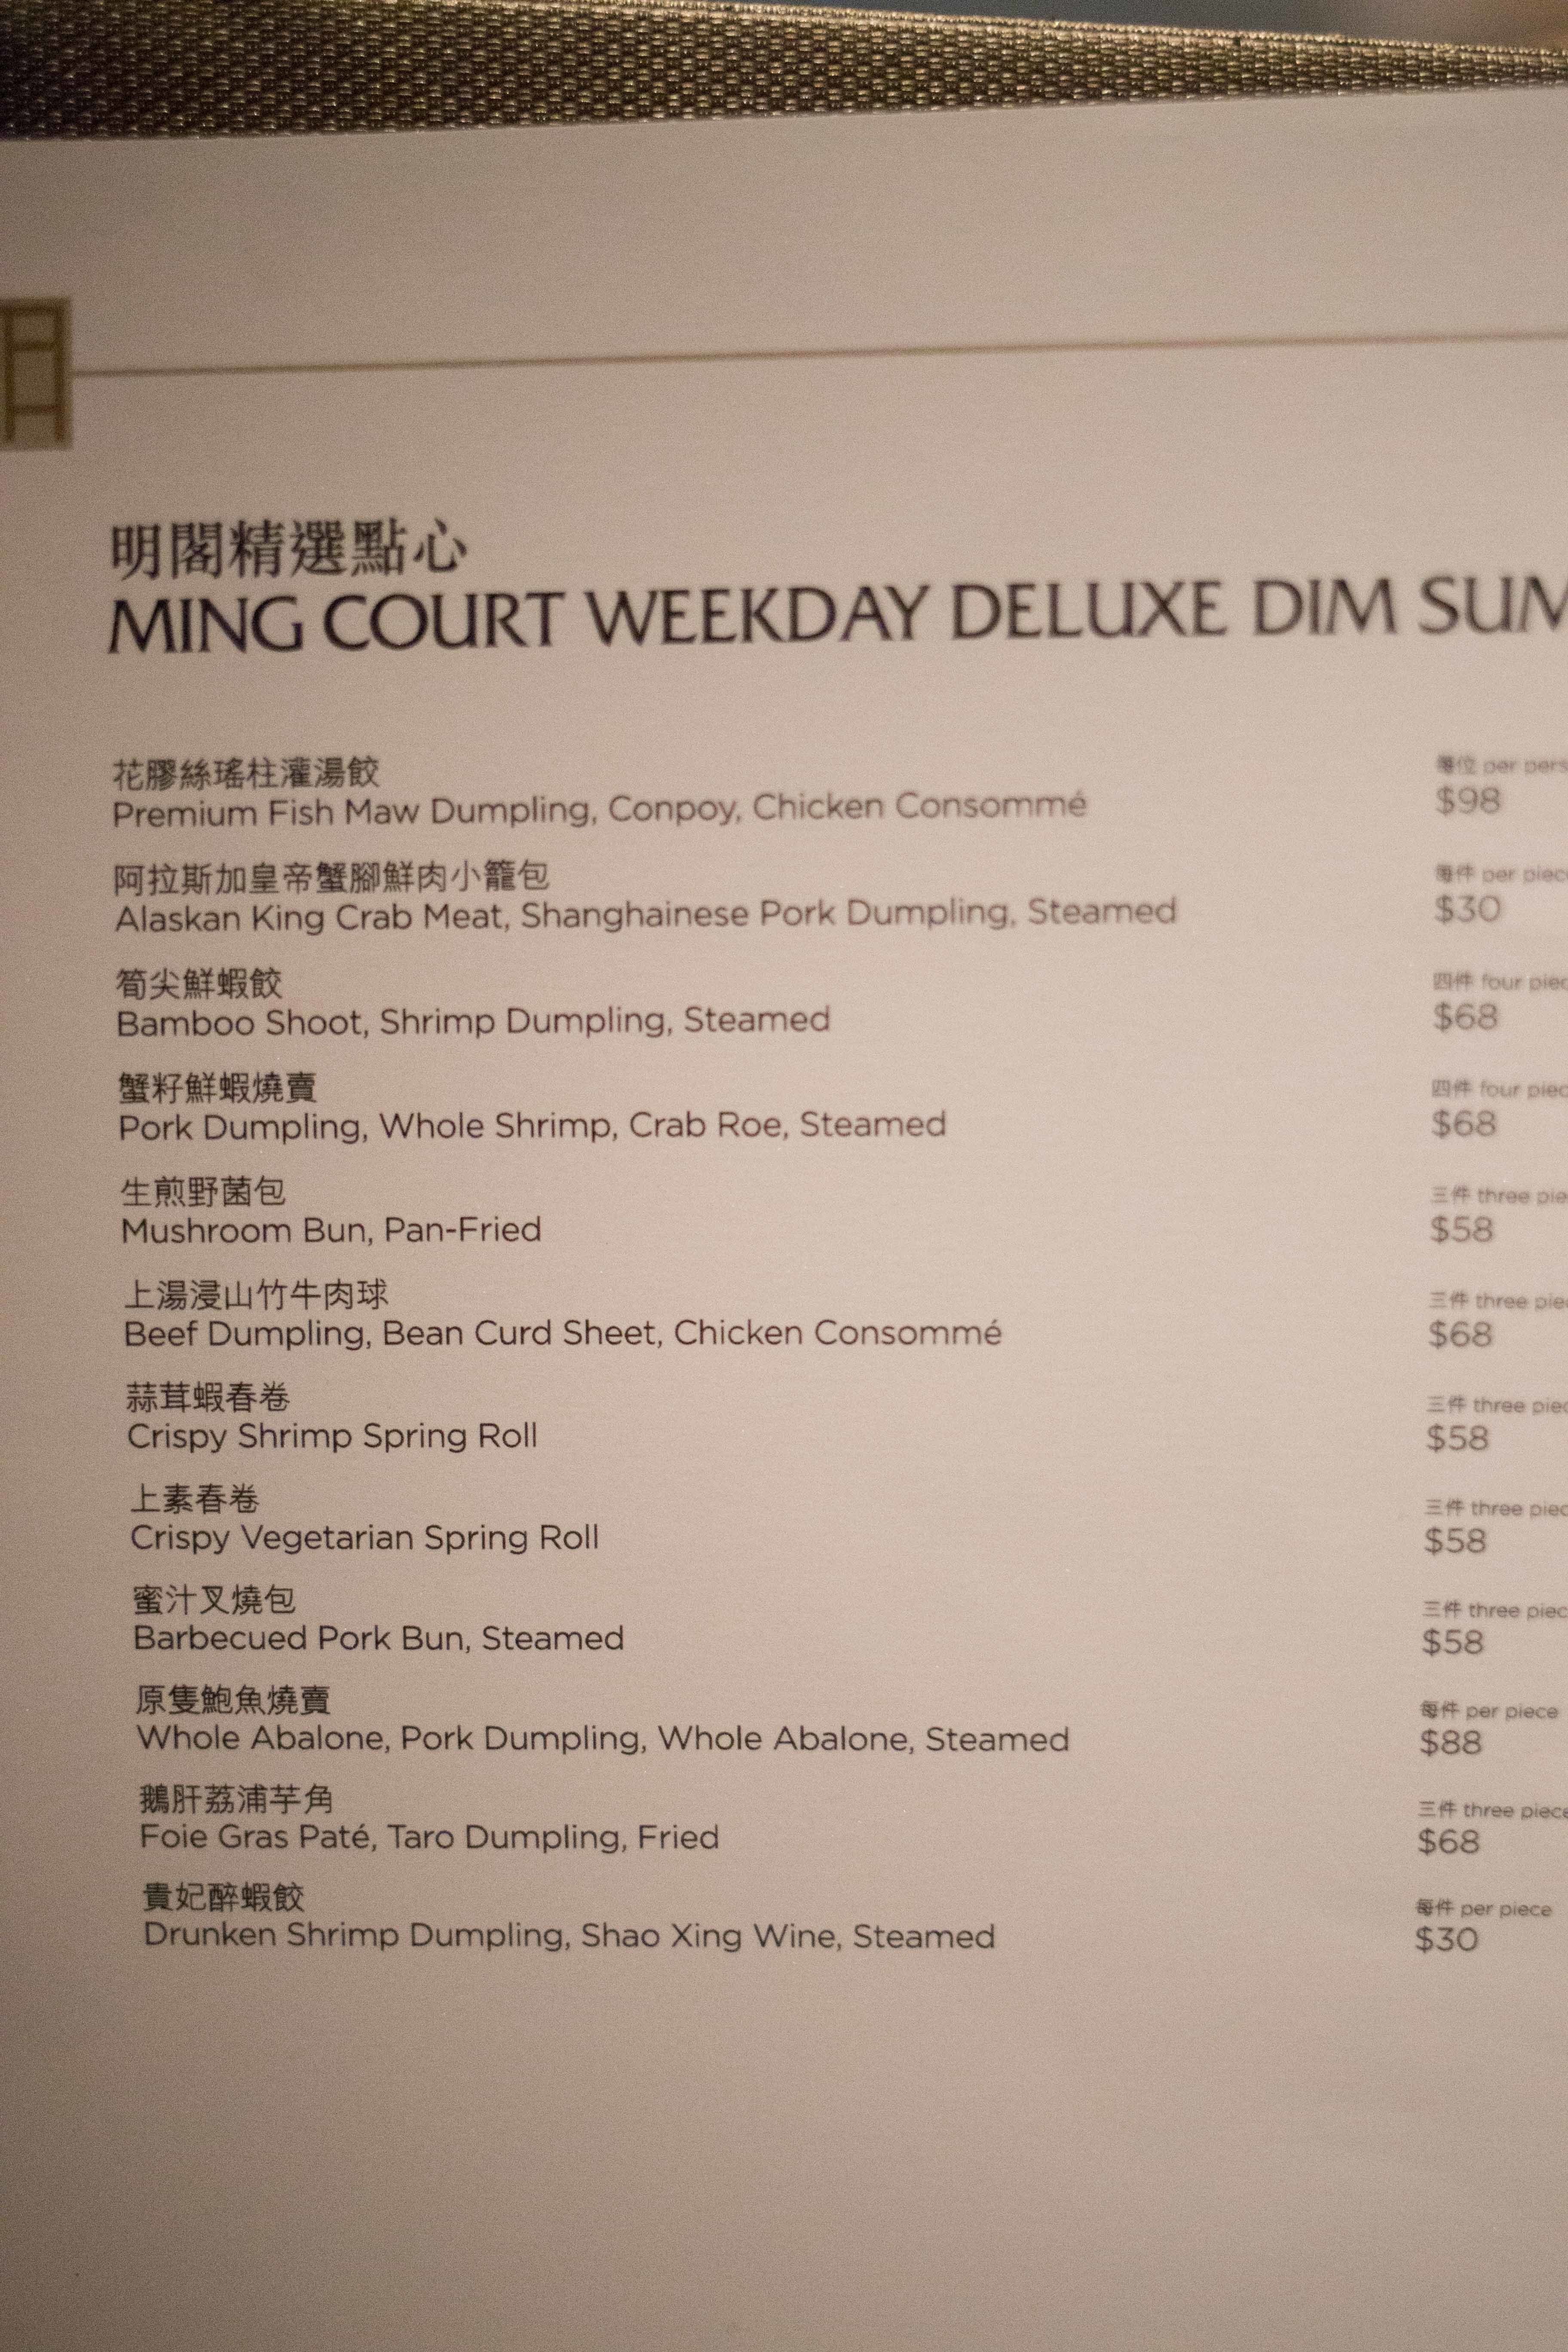 明閣精選點心
MING COURT WEEKDAY DELUXE DIM SUM
花膠絲瑤柱灌湯餃
每位 per pers
Premium Fish Maw Dumpling, Conpoy, Chicken Consommé
$98
阿拉斯加皇帝蟹腳鮮肉小籠包
每件 per piece
Alaskan King Crab Meat, Shanghainese Pork Dumpling, Steamed
$30
筍尖鮮蝦餃
四件 four piec
Bamboo Shoot, Shrimp Dumpling, Steamed
$68
蟹籽鮮蝦燒賣
四件 four piec
Pork Dumpling, Whole Shrimp, Crab Roe, Steamed
$68
生煎野菌包
三件 three pie
Mushroom Bun, Pan-Fried
$58
上湯浸山竹牛肉球
三件 three pie
Beef Dumpling, Bean Curd Sheet, Chicken Consommé
$68
蒜茸蝦春卷
三件 three piec
Crispy Shrimp Spring Roll
$58
上素春卷
三件 three piec
Crispy Vegetarian Spring Roll
$58
蜜汁叉燒包
三件 three piec
Barbecued Pork Bun, Steamed
$58
原隻鮑魚燒賣
每件 per piece
Whole Abalone, Pork Dumpling, Whole Abalone, Steamed
$88
鵝肝荔浦芋角
三件 three piece
Foie Gras Paté, Taro Dumpling, Fried
$68
貴妃醉蝦餃
每件 per piece
Drunken Shrimp Dumpling, Shao Xing Wine, Steamed
$30